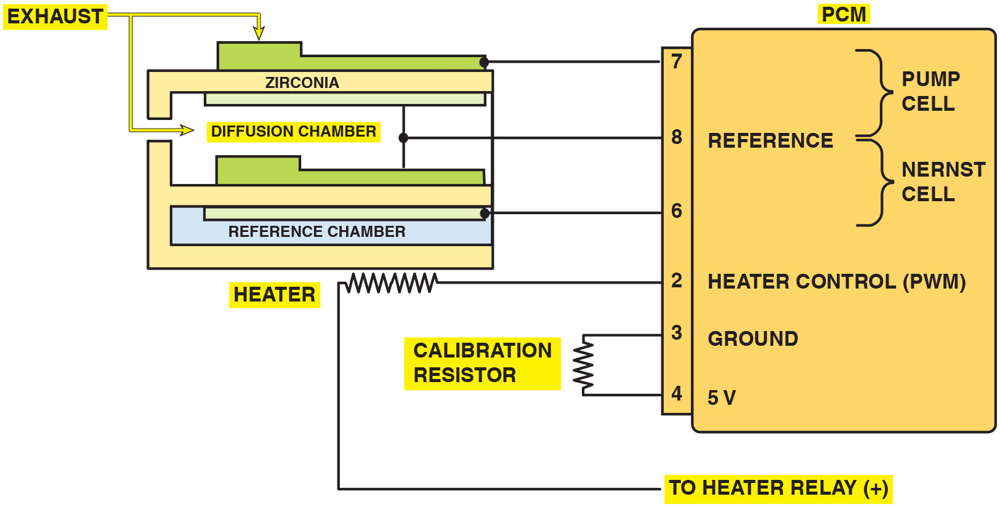 EXHAUST
PCM
7
PUMP
CELL
ZIRCONIA
DIFFUSION CHAMBER
8
REFERENCE
NERNST
CELL
6
REFERENCE CHAMBER
HEATER
2
HEATER CONTROL (PWM)
3
GROUND
CALIBRATION
RESISTOR
4
5 V
TO HEATER RELAY (+)